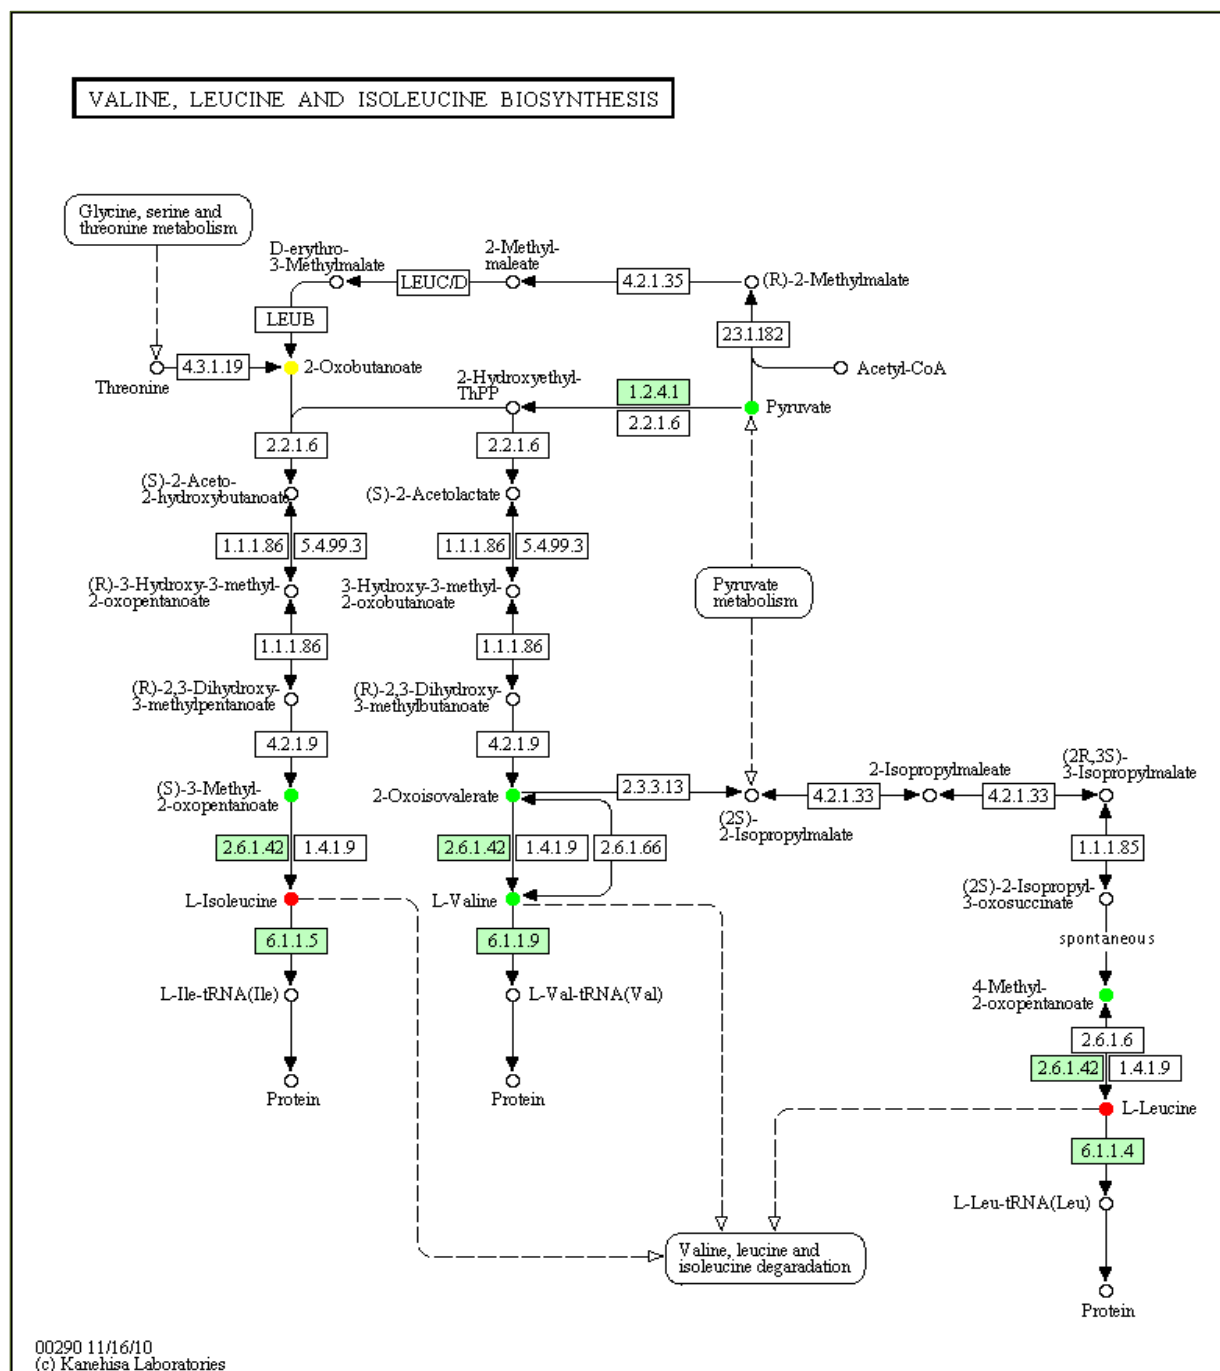 VALINE, LEUCINE AND ISOLEUCINE BIOSYNTHESIS
Glycine, serine and
threonine metabolism
D-erythro-
3-Methylmalate
2-Methyl-
maleate
LEUC/D
4.2.1.35
(R)-2-Methylmalate
LEUB
2.3.1.182
4.3.1.19
Threonine
2-Oxobutanoate
Acetyl-CoA
2-Hydroxyethyl-
ThPP
1.2.4.1
Pyruvate
2.2.1.6
2.2.1.6
2.2.1.6
(S)-2-Aceto-
2-hydroxybutanoate
(S)-2-Acetolactate
1.1.1.86
5.4.99.3
1.1.1.86
5.4.99.3
(R)-3-Hydroxy-3-methyl-
2-oxopentanoate
3-Hydroxy-3-methyl-
2-oxobutanoate
Pyruvate
metabolism
1.1.1.86
1.1.1.86
(R)-2,3-Dihydroxy-
3-methylpentanoate
(R)-2,3-Dihydroxy-
3-methylbutanoate
4.2.1.9
4.2.1.9
(S)-3-Methyl-
2-oxopentanoate
2-Oxoisovalerate
2.3.3.13
(2S)-
2-Isopropylmalate
4.2.1.33
2-Isopropylmaleate
4.2.1.33
(2R,3S)-
3-Isopropylmalate
2.6.1.42
1.4.1.9
2.6.1.42
1.4.1.9
2.6.1.66
1.1.1.85
L-Isoleucine
L-Valine
(2S)-2-Isopropyl-
3-oxosuccinate
6.1.1.5
6.1.1.9
spontaneous
L-Ile-tRNA(Ile)
L-Val-tRNA(Val)
4-Methyl-
2-oxopentanoate
2.6.1.6
2.6.1.42
1.4.1.9
Protein
Protein
L-Leucine
6.1.1.4
L-Leu-tRNA(Leu)
Valine, leucine and
isoleucine degaradation
Protein
00290 11/16/10
(c) Kanehisa Laboratories